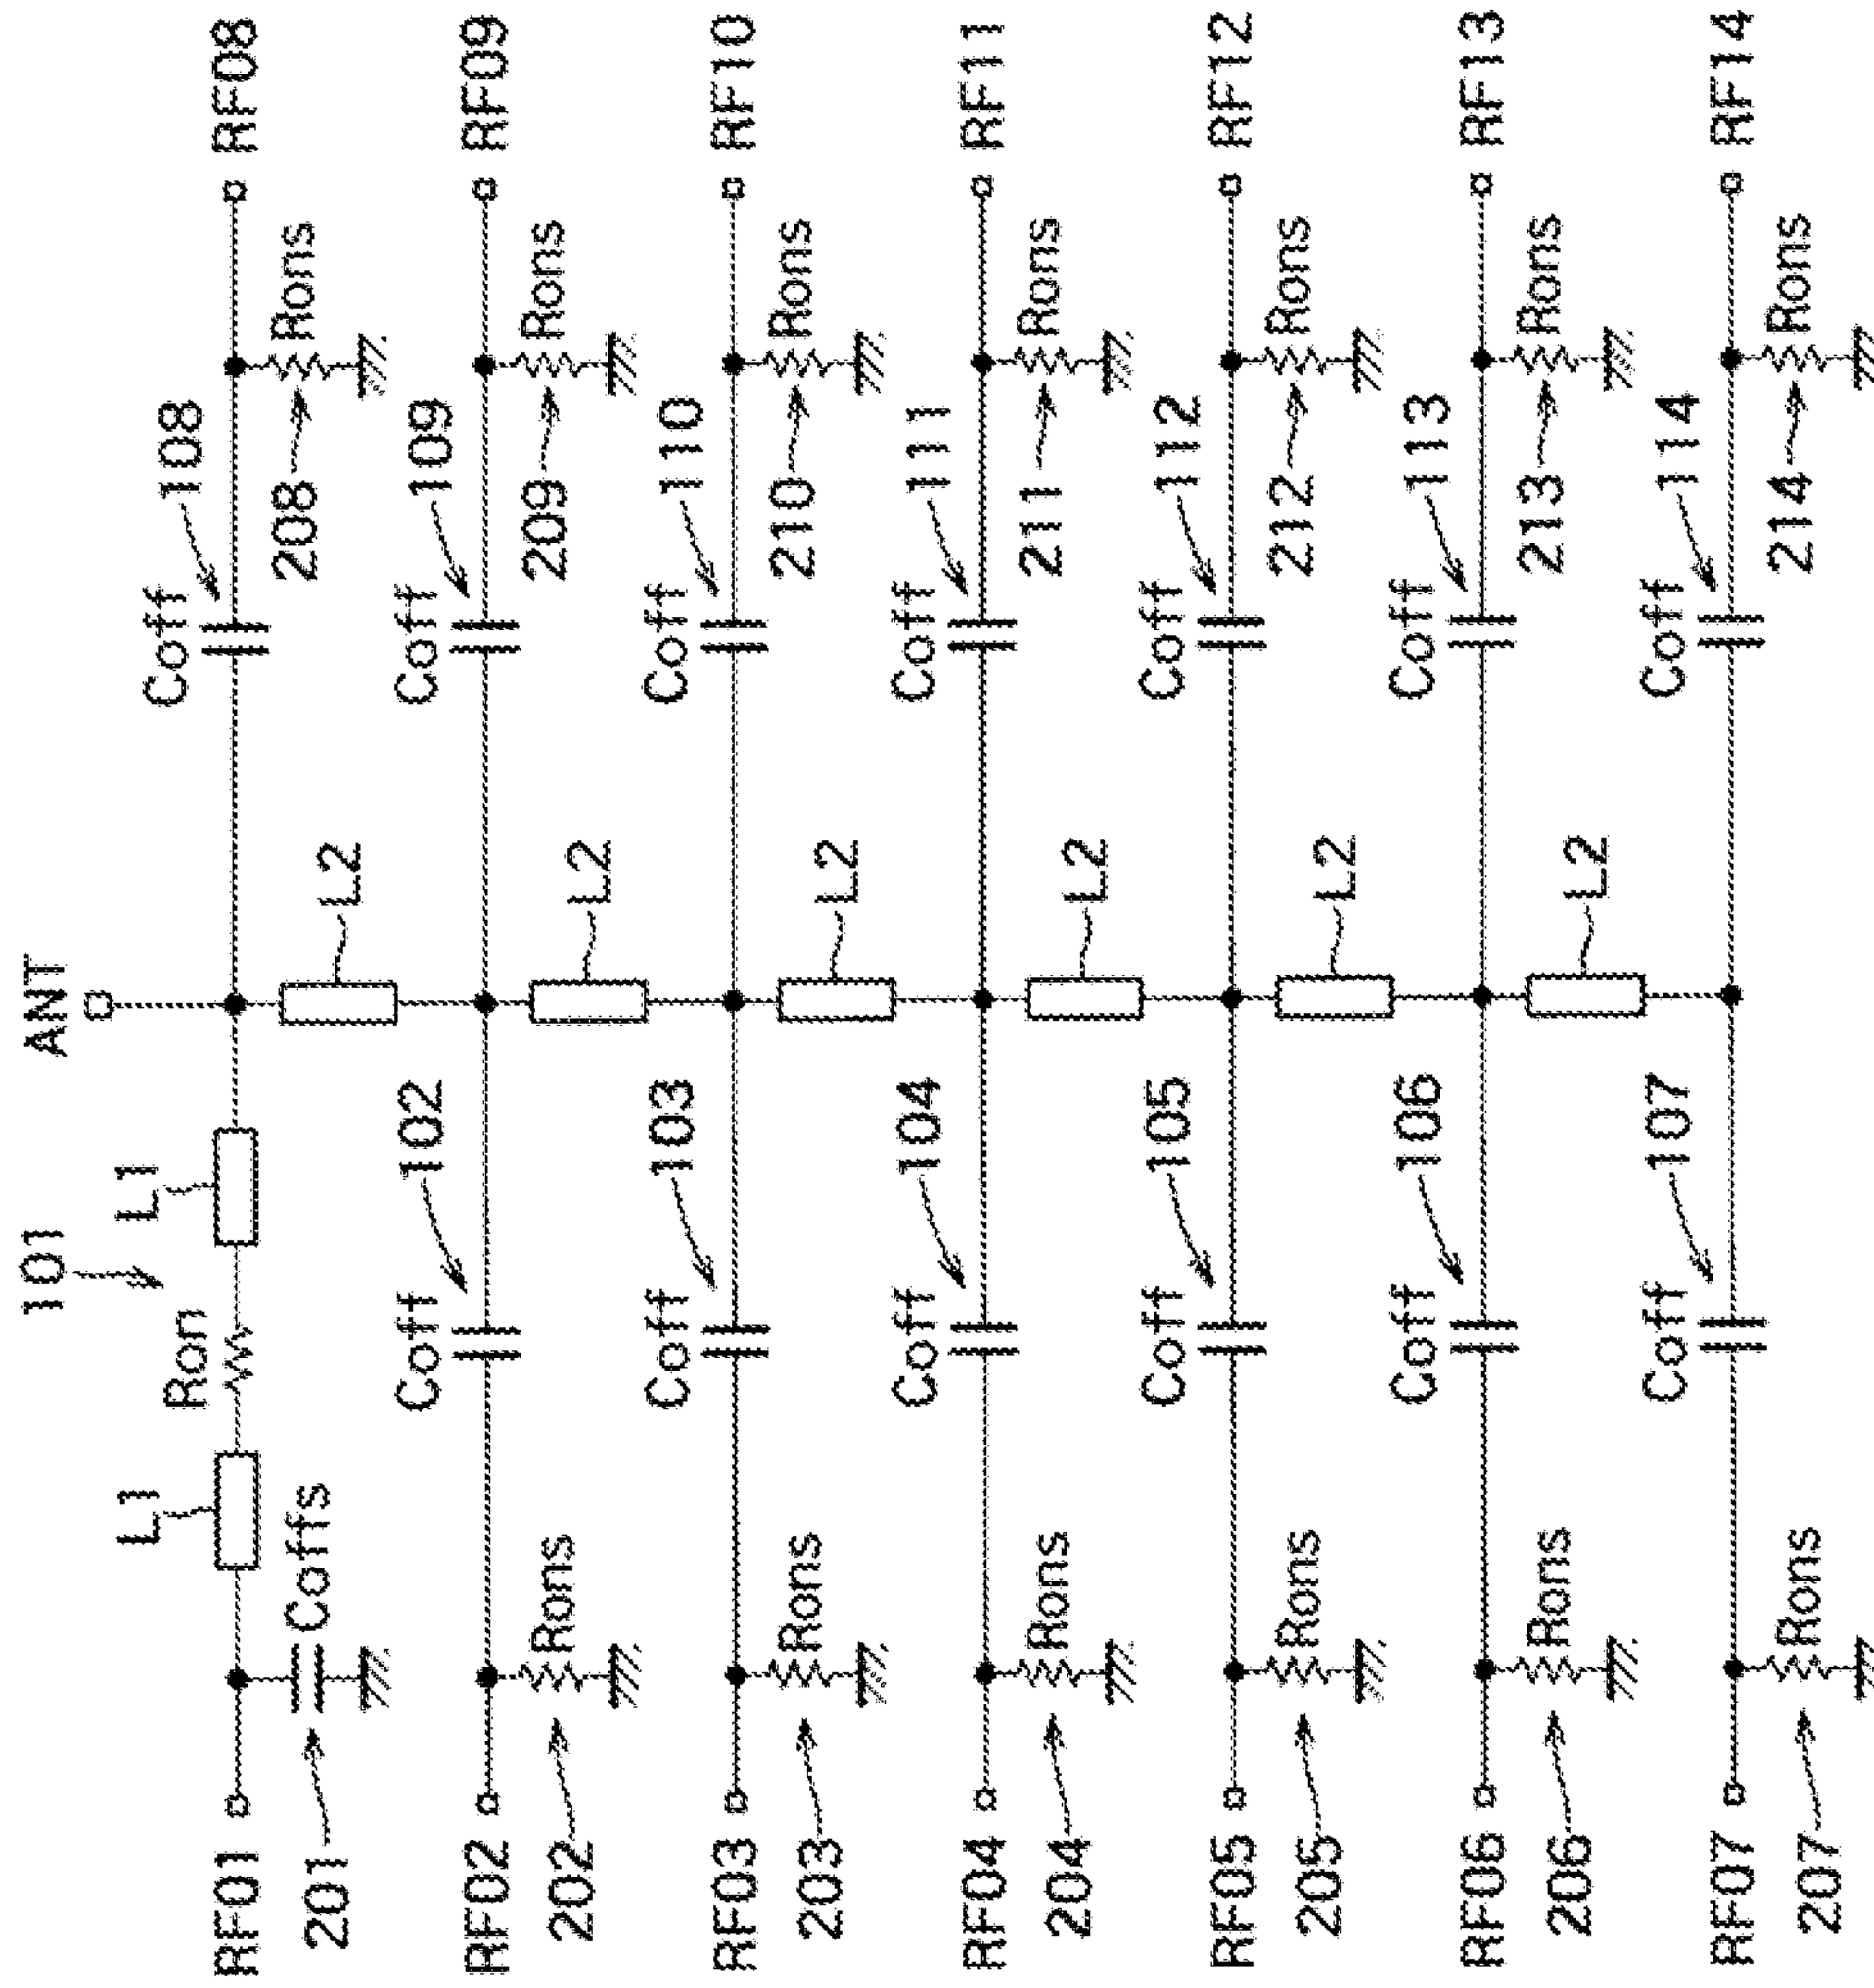 ANT
101
L1
Ron
L1
RF01
201
Coffs
L2
Coff
108
208
Rons
RF08
RF02
202
Rons
Coff
102
L2
Coff
109
209
Rons
RF09
RF03
203
Rons
Coff
103
L2
Coff
110
210
Rons
RF10
RF04
204
Rons
Coff
104
L2
Coff
111
211
Rons
RF11
RF05
205
Rons
Coff
105
L2
Coff
112
212
Rons
RF12
RF06
206
Rons
Coff
106
L2
Coff
113
213
Rons
RF13
RF07
207
Rons
Coff
107
Coff
114
214
Rons
RF14